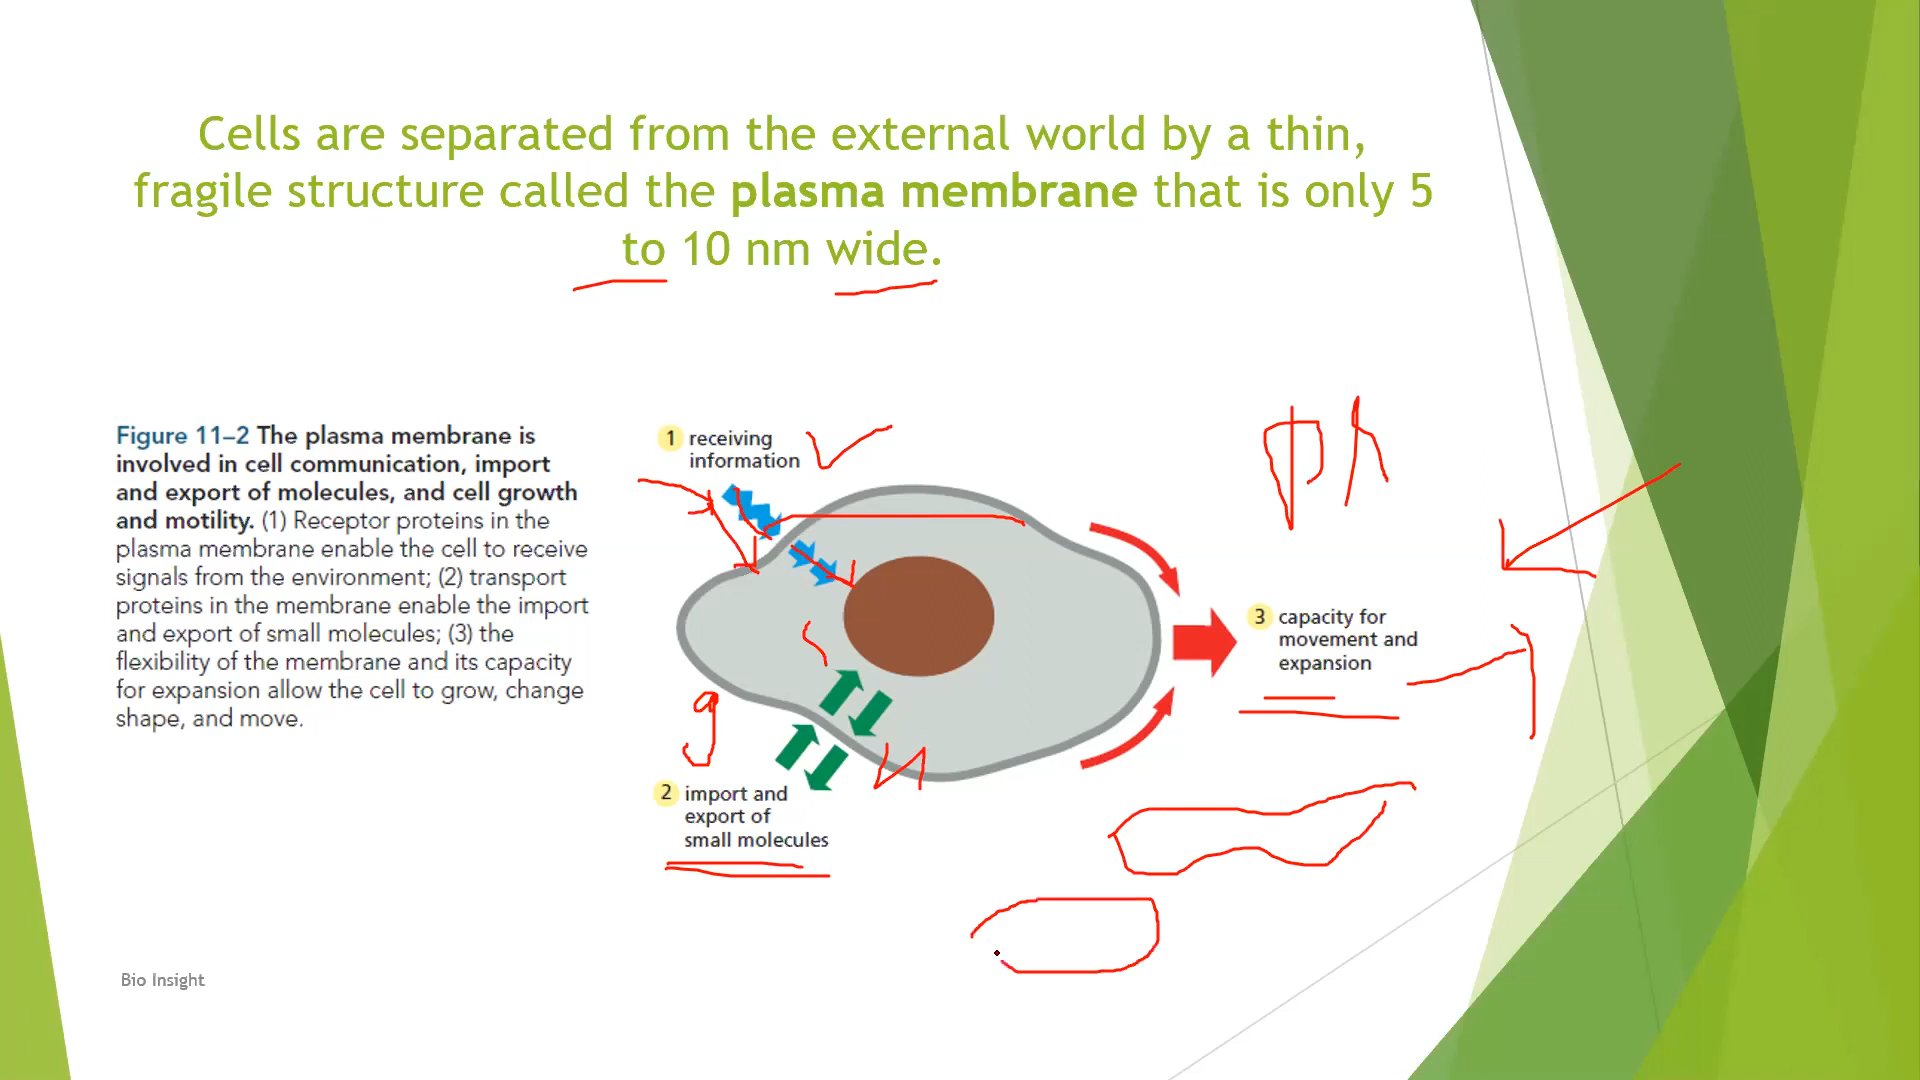 Cells are separated from the external world by a thin,
fragile structure called the plasma membrane that is only 5
to 10 nm wide.
Figure 11–2 The plasma membrane is
involved in cell communication, import
and export of molecules, and cell growth
and motility. (1) Receptor proteins in the
plasma membrane enable the cell to receive
signals from the environment; (2) transport
proteins in the membrane enable the import
and export of small molecules; (3) the
flexibility of the membrane and its capacity
for expansion allow the cell to grow, change
shape, and move.
1 receiving
information
3 capacity for
movement and
expansion
2 import and
export of
small molecules
Bio Insight